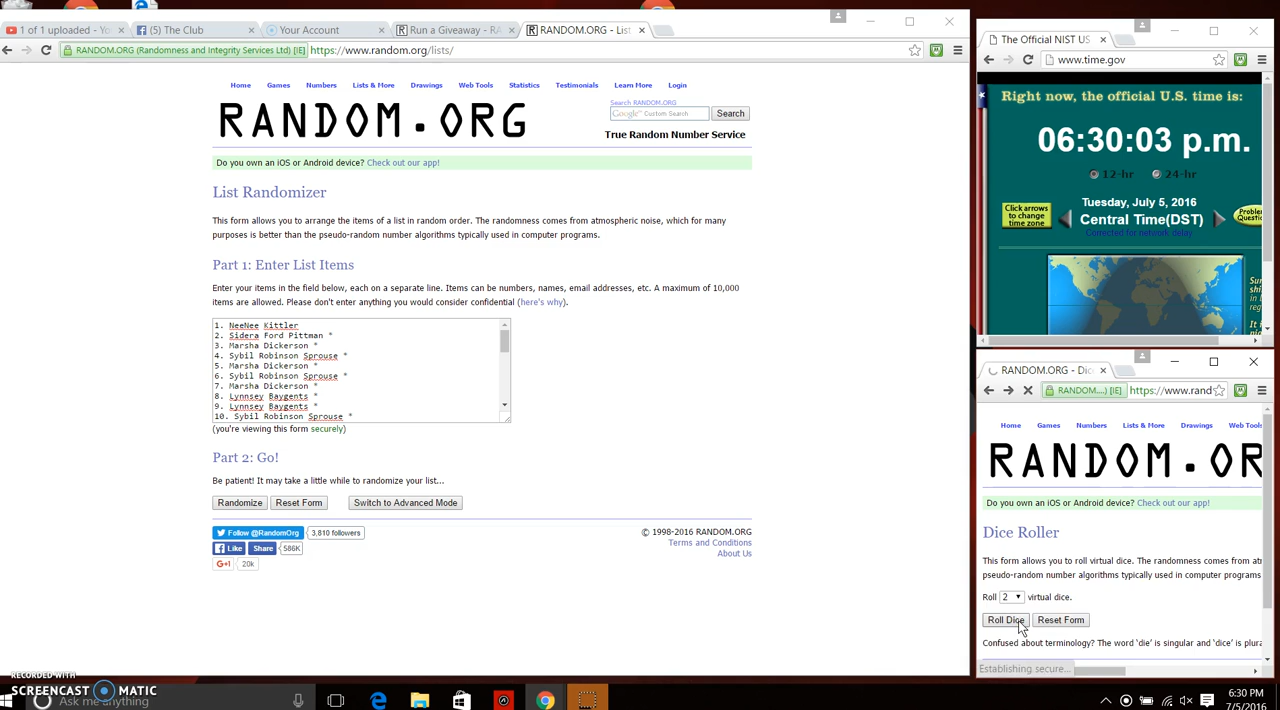 1 of 1 uploaded - Yo
(5) The Club
Your Account
Run a Giveaway - RA
RANDOM.ORG - Lis
RANDOM.ORG (Randomness and Integrity Services Ltd) [IE]
https://www.random.org/lists/
Home Games Numbers Lists & More Drawings Web Tools Statistics Testimonials Learn More Login
RANDOM.ORG
Search RANDOM.ORG
Google™ Custom Search
Search
True Random Number Service
Do you own an iOS or Android device? Check out our app!
List Randomizer
This form allows you to arrange the items of a list in random order. The randomness comes from atmospheric noise, which for many
purposes is better than the pseudo-random number algorithms typically used in computer programs.
Part 1: Enter List Items
Enter your items in the field below, each on a separate line. Items can be numbers, names, email addresses, etc. A maximum of 10,000
items are allowed. Please don't enter anything you would consider confidential (here's why).
1. NeeNee Kittler
2. Sidera Ford Pittman *
3. Marsha Dickerson *
4. Sybil Robinson Sprouse *
5. Marsha Dickerson *
6. Sybil Robinson Sprouse *
7. Marsha Dickerson *
8. Lynnsey Baygents *
9. Lynnsey Baygents *
10. Sybil Robinson Sprouse *
(you're viewing this form securely)
Part 2: Go!
Be patient! It may take a little while to randomize your list...
Randomize
Reset Form
Switch to Advanced Mode
Follow @RandomOrg
3,810 followers
Like
Share
586K
G+1
20k
© 1998-2016 RANDOM.ORG
Terms and Conditions
About Us
The Official NIST US
www.time.gov
Right now, the official U.S. time is:
06:30:03 p.m.
12-hr
24-hr
Click arrows
to change
time zone
Tuesday, July 5, 2016
Central Time(DST)
Corrected for network delay
Proble
Questio
RANDOM.ORG - Dic
RANDOM....) [IE]
https://www.rand
Home Games Numbers Lists & More Drawings Web Tools
RANDOM.OR
Do you own an iOS or Android device? Check out our app!
Dice Roller
This form allows you to roll virtual dice. The randomness comes from atm
pseudo-random number algorithms typically used in computer programs
Roll 2 virtual dice.
Roll Dice
Reset Form
Confused about terminology? The word 'die' is singular and 'dice' is plura
Establishing secure...
RECORDED WITH
SCREENCAST MATIC
Ask me anything
6:30 PM
7/5/2016